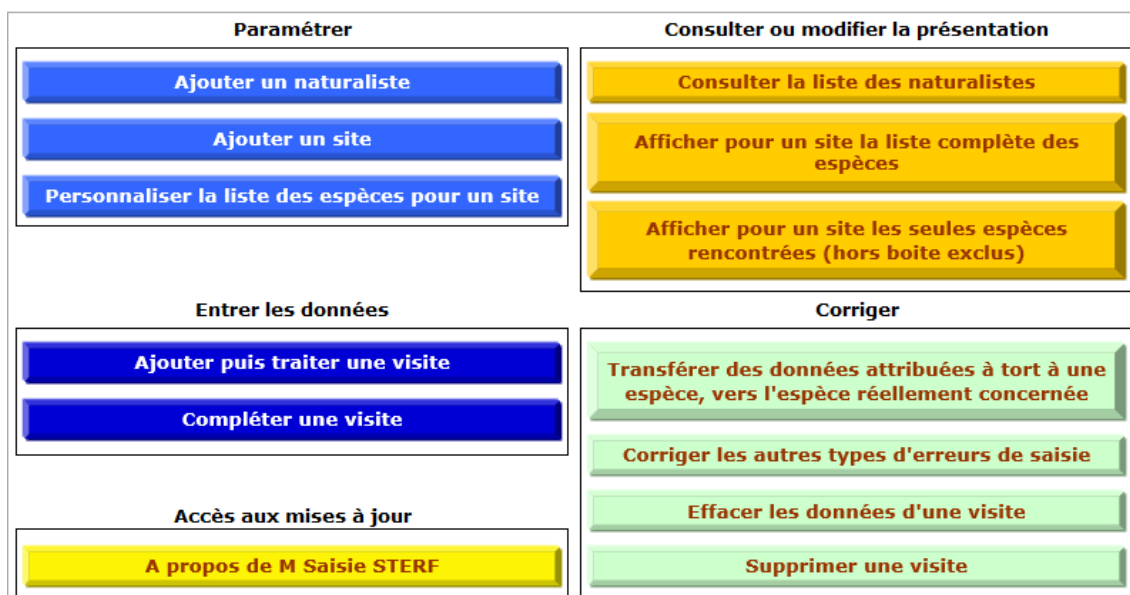 Paramétrer
Ajouter un naturaliste
Ajouter un site
Personnaliser la liste des espèces pour un site
Consulter ou modifier la présentation
Consulter la liste des naturalistes
Afficher pour un site la liste complète des
espèces
Afficher pour un site les seules espèces
rencontrées (hors boite exclus)
Entrer les données
Ajouter puis traiter une visite
Compléter une visite
Corriger
Transférer des données attribuées à tort à une
espèce, vers l'espèce réellement concernée
Corriger les autres types d'erreurs de saisie
Effacer les données d'une visite
Supprimer une visite
Accès aux mises à jour
A propos de M Saisie STERF